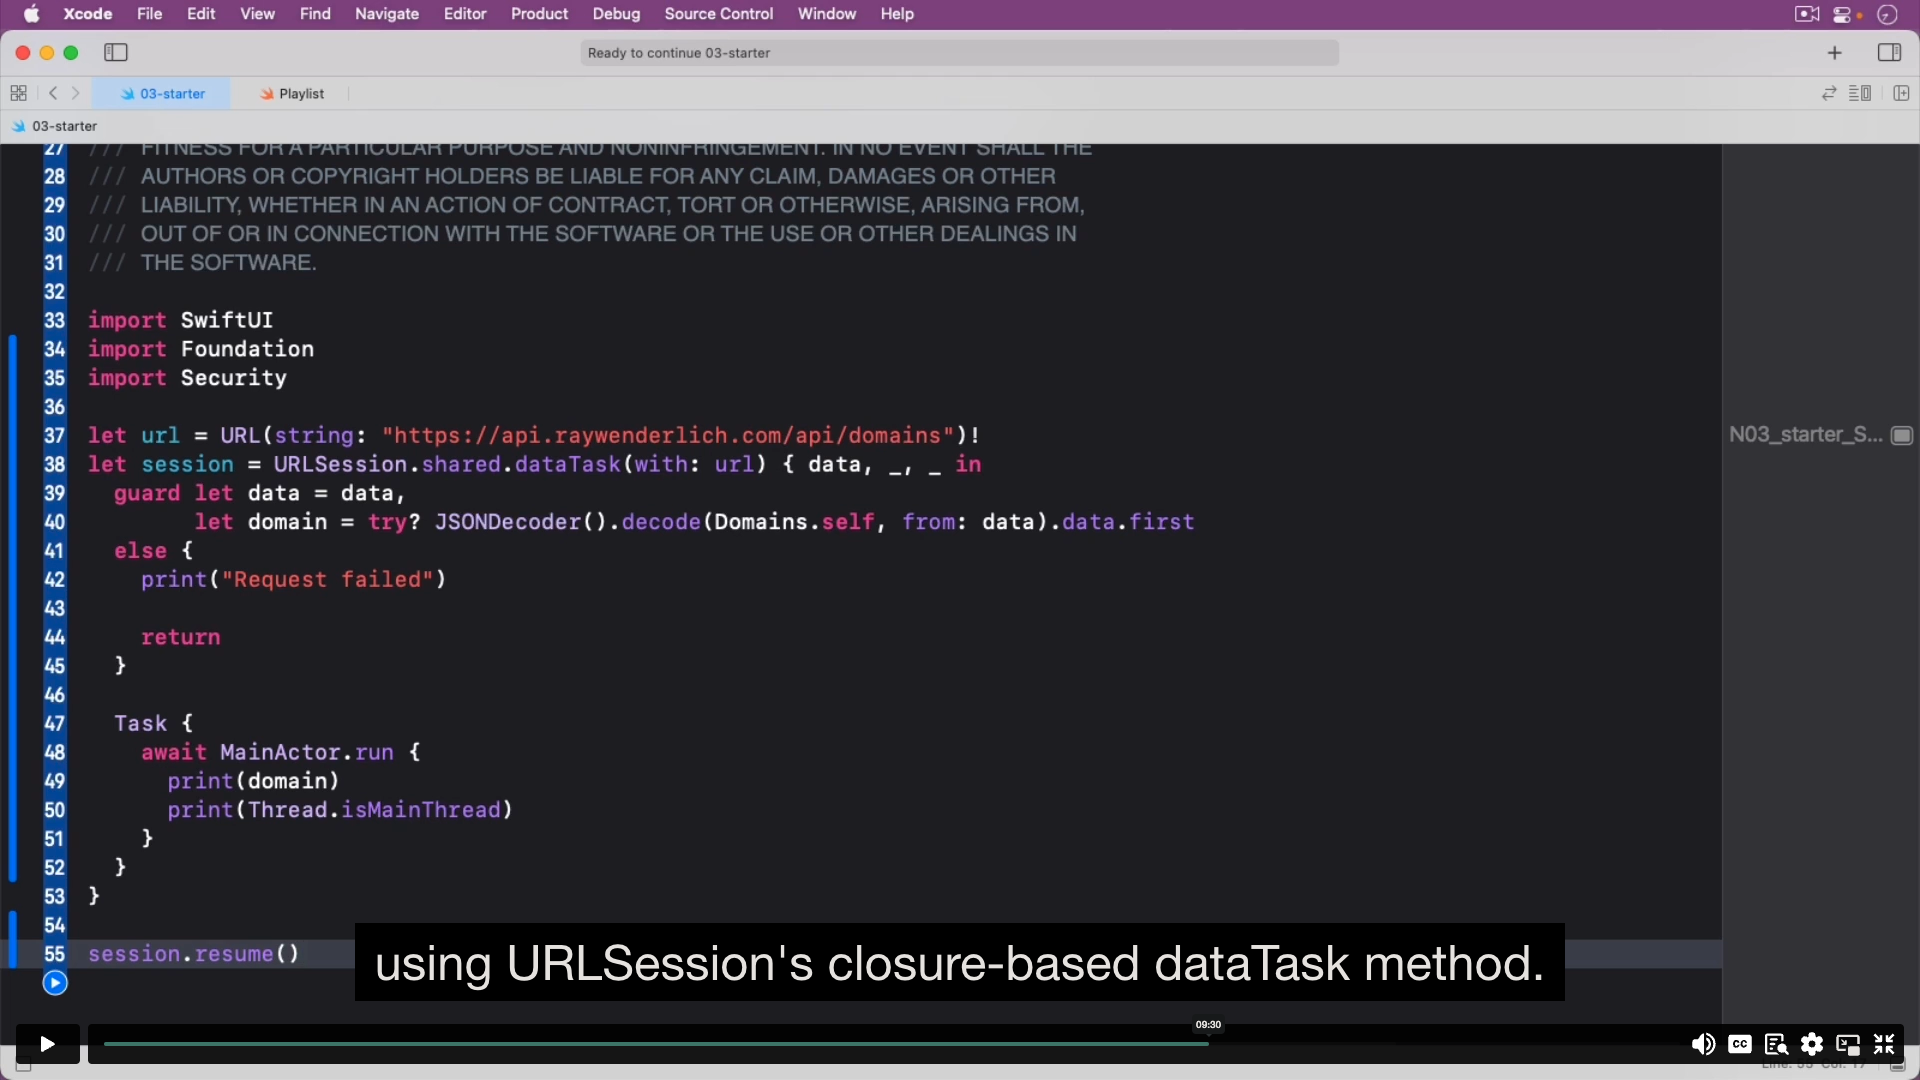 Xcode File Edit View Find Navigate Editor Product Debug Source Control Window Help
Ready to continue 03-starter
03-starter Playlist
03-starter
27 /// FITNESS FOR A PARTICULAR PURPOSE AND NONINFRINGEMENT. IN NO EVENT SHALL THE
28 /// AUTHORS OR COPYRIGHT HOLDERS BE LIABLE FOR ANY CLAIM, DAMAGES OR OTHER
29 /// LIABILITY, WHETHER IN AN ACTION OF CONTRACT, TORT OR OTHERWISE, ARISING FROM,
30 /// OUT OF OR IN CONNECTION WITH THE SOFTWARE OR THE USE OR OTHER DEALINGS IN
31 /// THE SOFTWARE.
32
33 import SwiftUI
34 import Foundation
35 import Security
36
37 let url = URL(string: "https://api.raywenderlich.com/api/domains")!
N03_starter_S...
38 let session = URLSession.shared.dataTask(with: url) { data, _, _ in
39 guard let data = data,
40 let domain = try? JSONDecoder().decode(Domains.self, from: data).data.first
41 else {
42 print("Request failed")
43
44 return
45 }
46
47 Task {
48 await MainActor.run {
49 print(domain)
50 print(Thread.isMainThread)
51 }
52 }
53 }
54
55 session.resume()
using URLSession's closure-based dataTask method.
09:30
CC